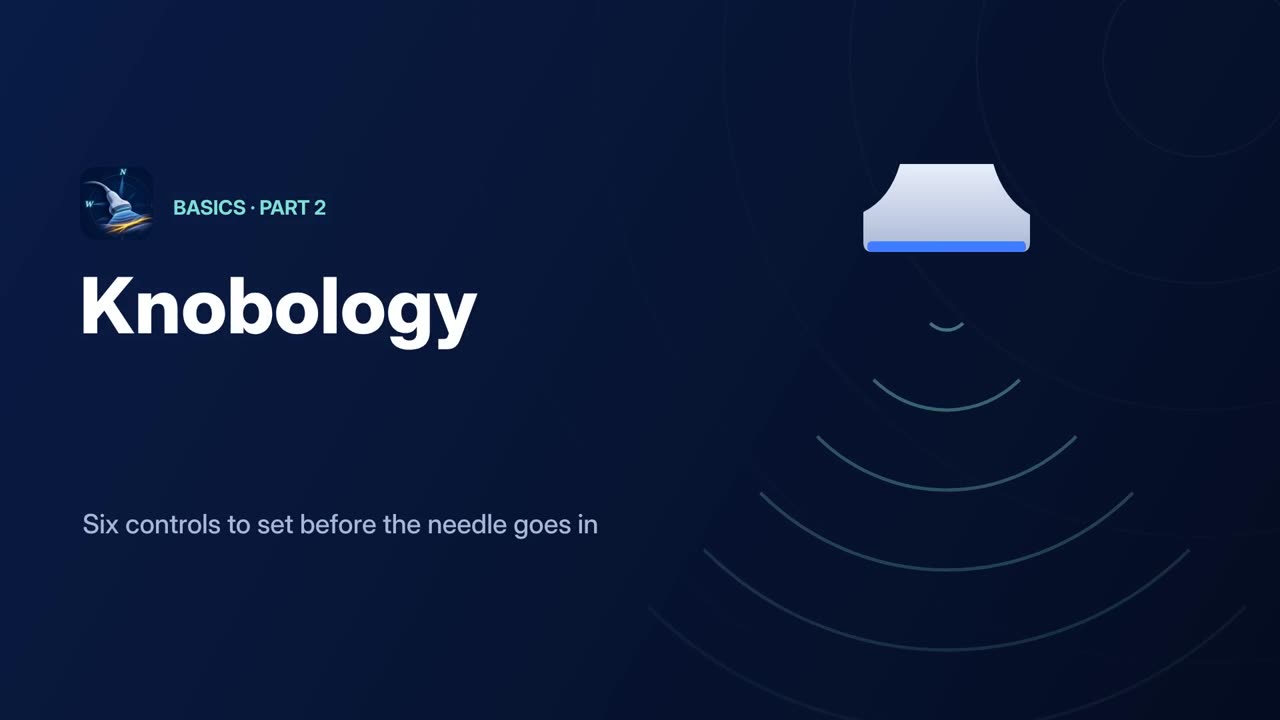 N
W
BASICS · PART 2
Knobology
Six controls to set before the needle goes in